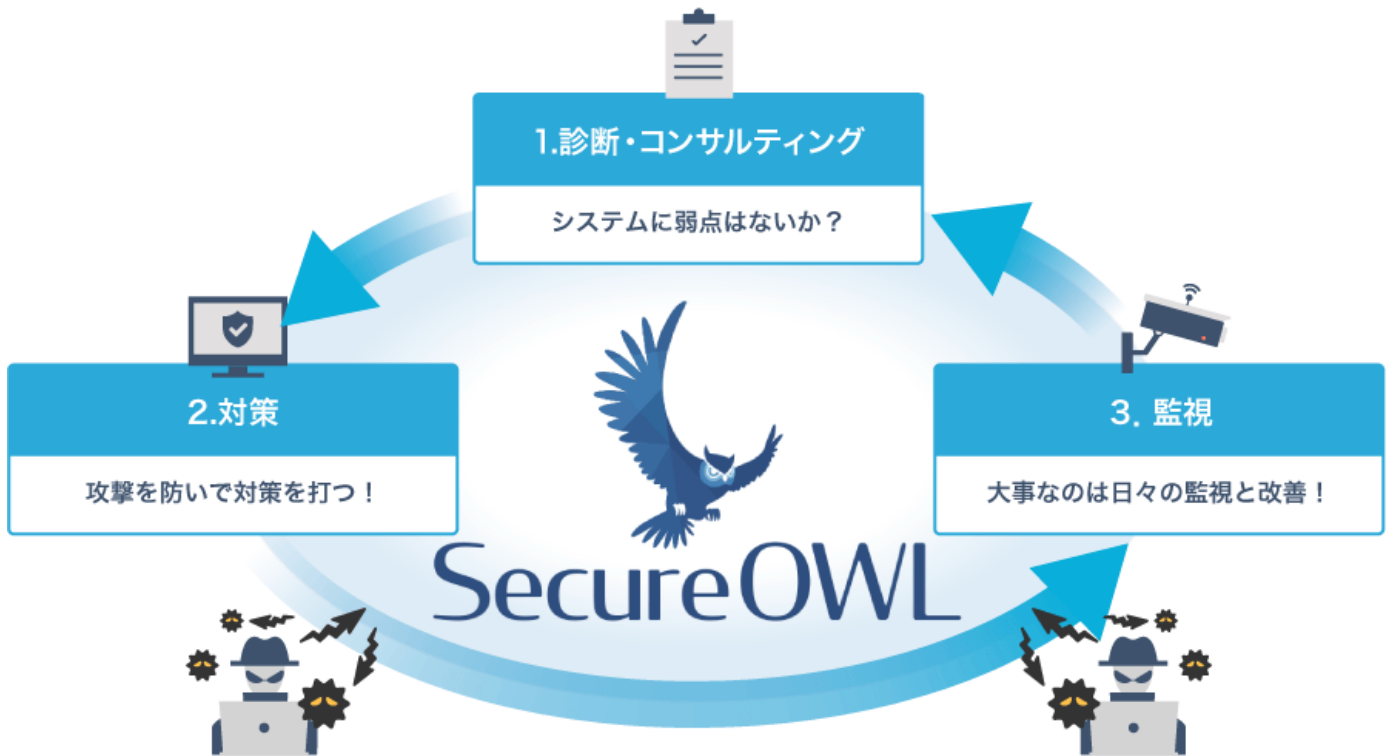 1.診断・コンサルティング
システムに弱点はないか？
2.対策
攻撃を防いで対策を打つ！
3. 監視
大事なのは日々の監視と改善！
SecureOWL